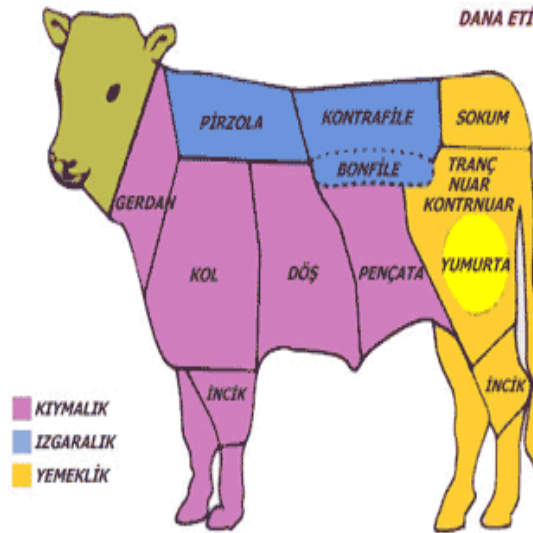 DANA ETİ
PİRZOLA
KONTRAFİLE
SOKUM
BONFİLE
TRANÇ
NUAR
KONTRNUAR
GERDAN
KOL
DÖŞ
PENÇATA
YUMURTA
İNCİK
İNCİK
KIYMALIK
IZGARALIK
YEMEKLİK